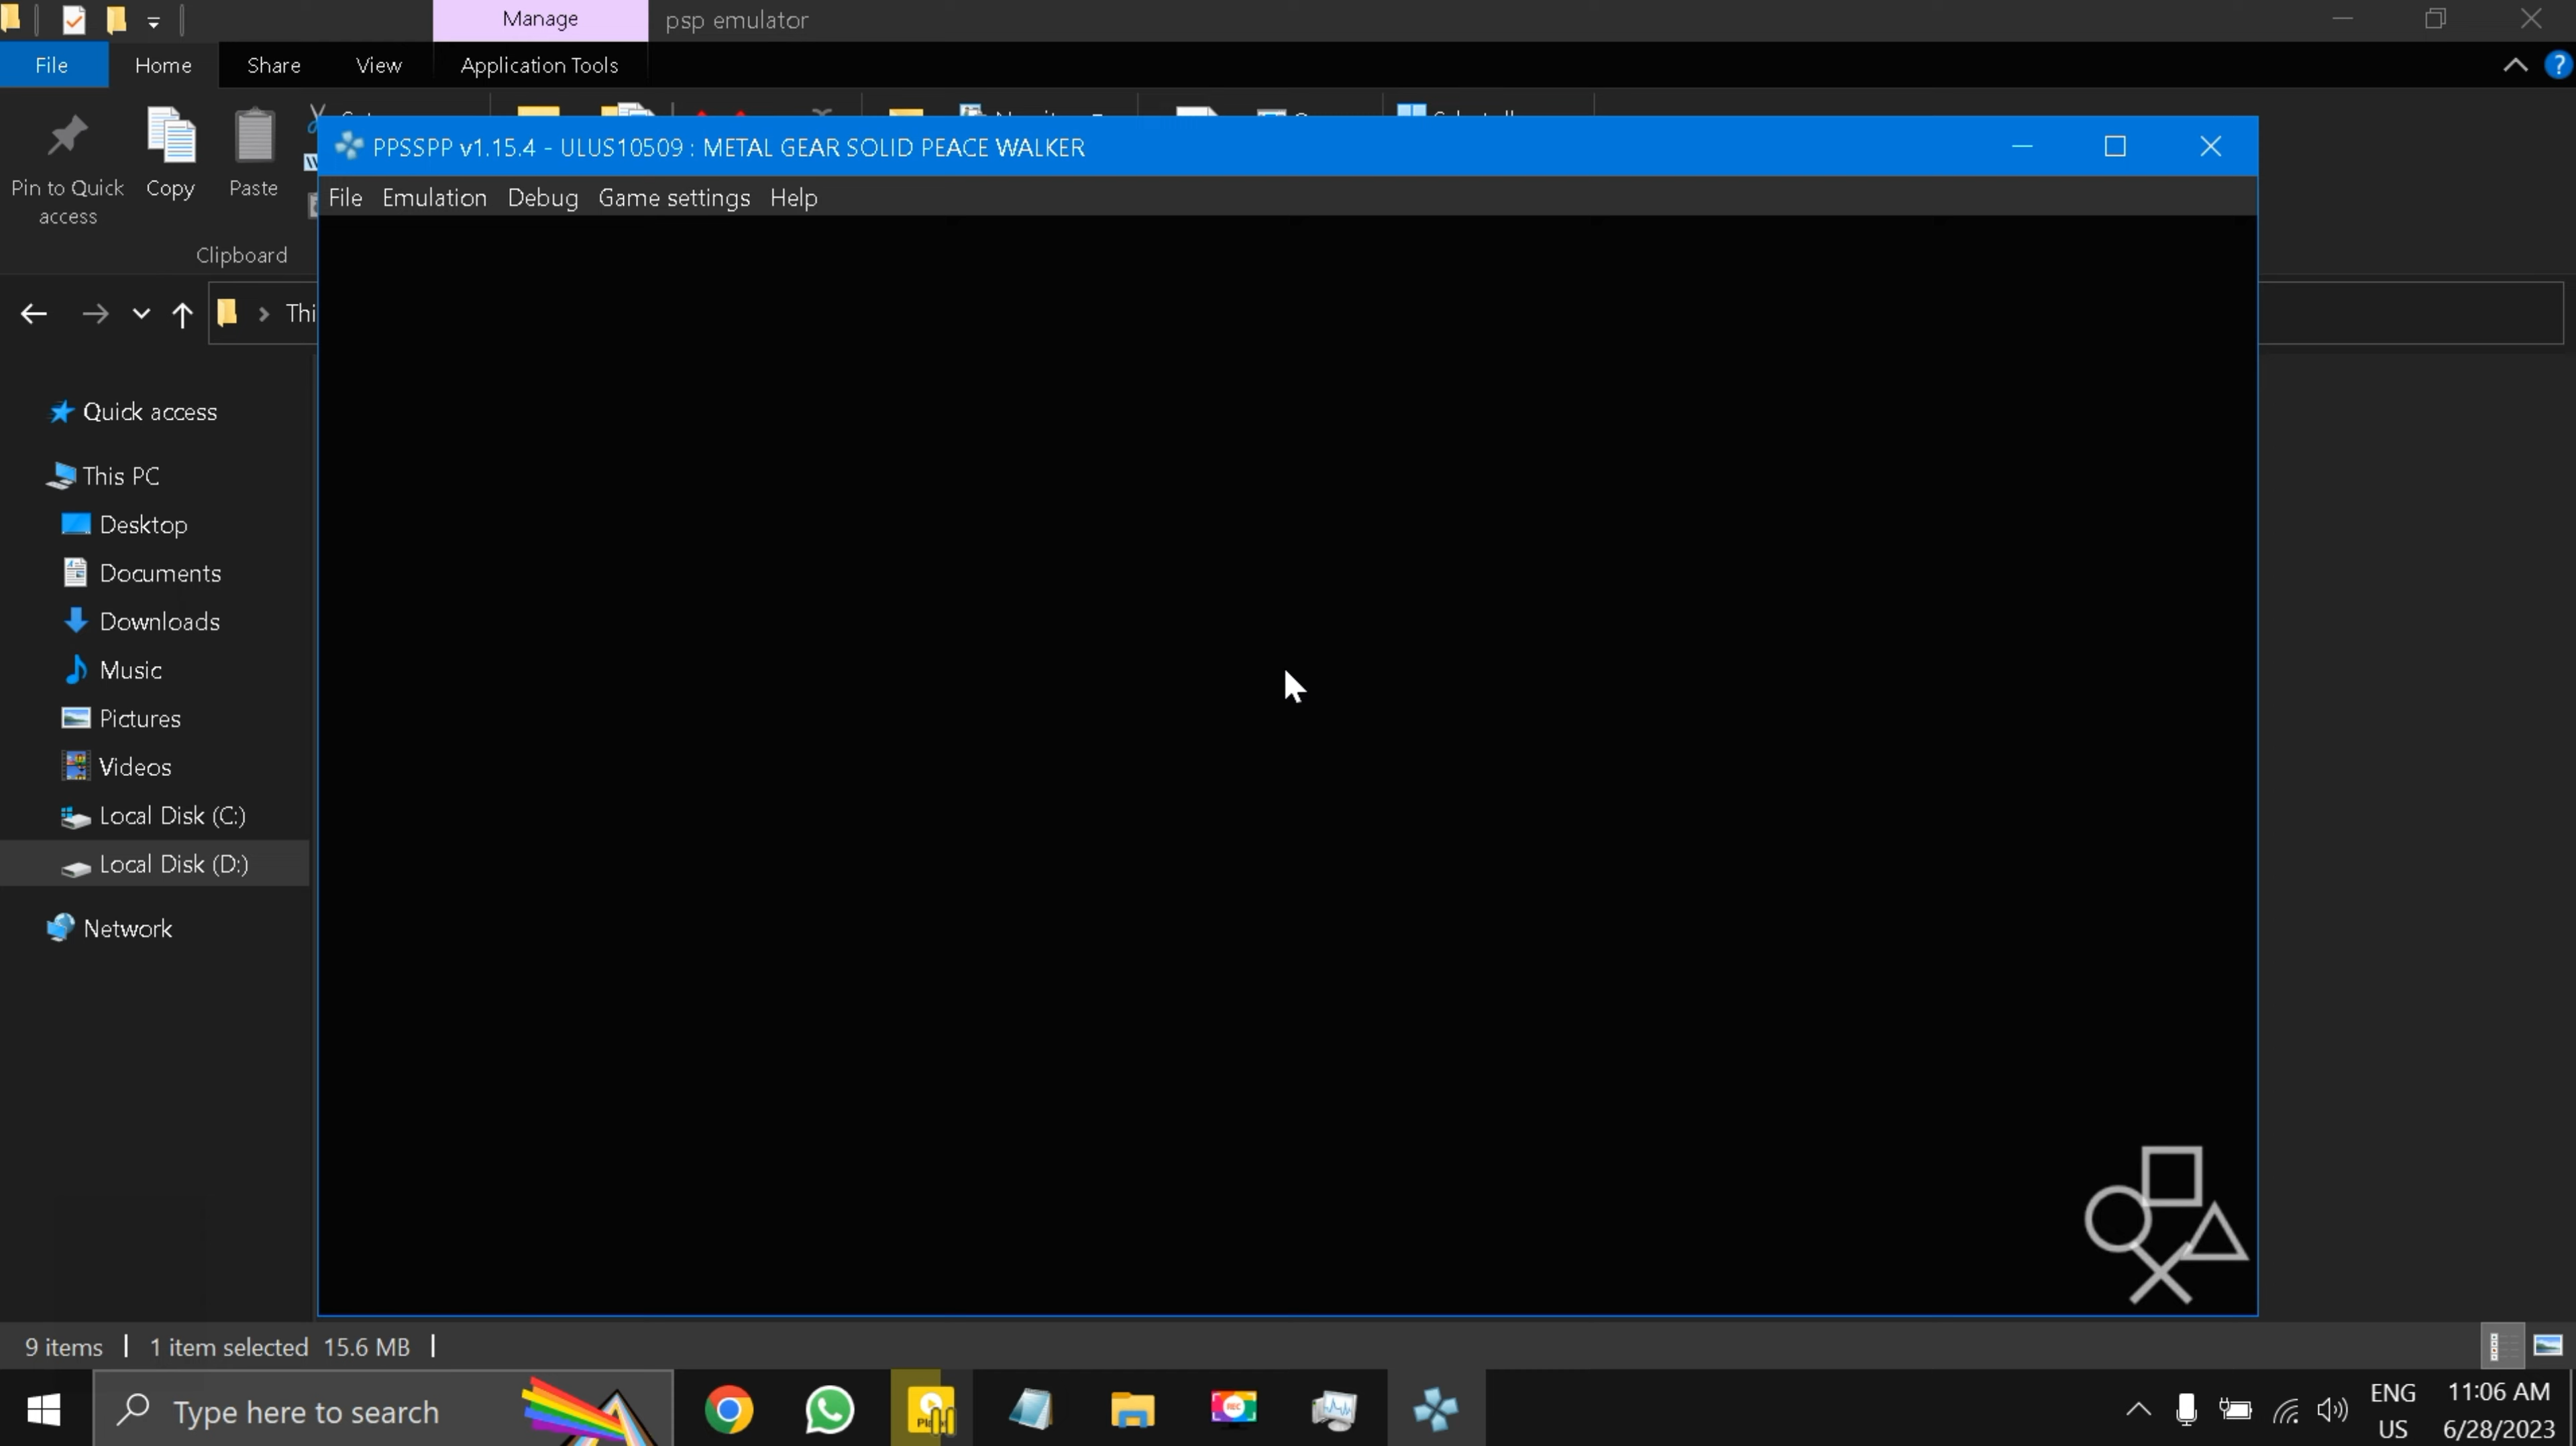 Manage psp emulator
File Home Share View Application Tools
PPSSPP v1.15.4 - ULUS10509 : METAL GEAR SOLID PEACE WALKER
Pin to Quick access
Copy
Paste
File Emulation Debug Game settings Help
Clipboard
Thi
Quick access
This PC
Desktop
Documents
Downloads
Music
Pictures
Videos
Local Disk (C:)
Local Disk (D:)
Network
9 items 1 item selected 15.6 MB
Type here to search
ENG
US
11:06 AM
6/28/2023